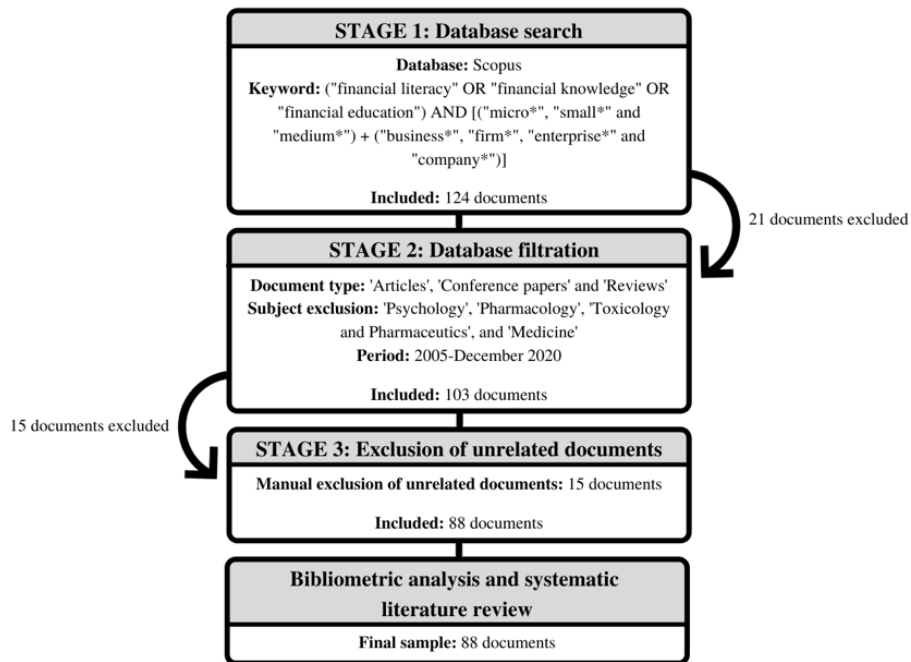 STAGE 1: Database search
Database: Scopus
Keyword: ("financial literacy" OR "financial knowledge" OR
"financial education") AND [("micro*", "small*" and
"medium*") + ("business*", "firm*", "enterprise*" and
"company*")]
Included: 124 documents
21 documents excluded
STAGE 2: Database filtration
Document type: 'Articles', 'Conference papers' and 'Reviews'
Subject exclusion: 'Psychology', 'Pharmacology', 'Toxicology
and Pharmaceutics', and 'Medicine'
Period: 2005-December 2020
Included: 103 documents
15 documents excluded
STAGE 3: Exclusion of unrelated documents
Manual exclusion of unrelated documents: 15 documents
Included: 88 documents
Bibliometric analysis and systematic
literature review
Final sample: 88 documents